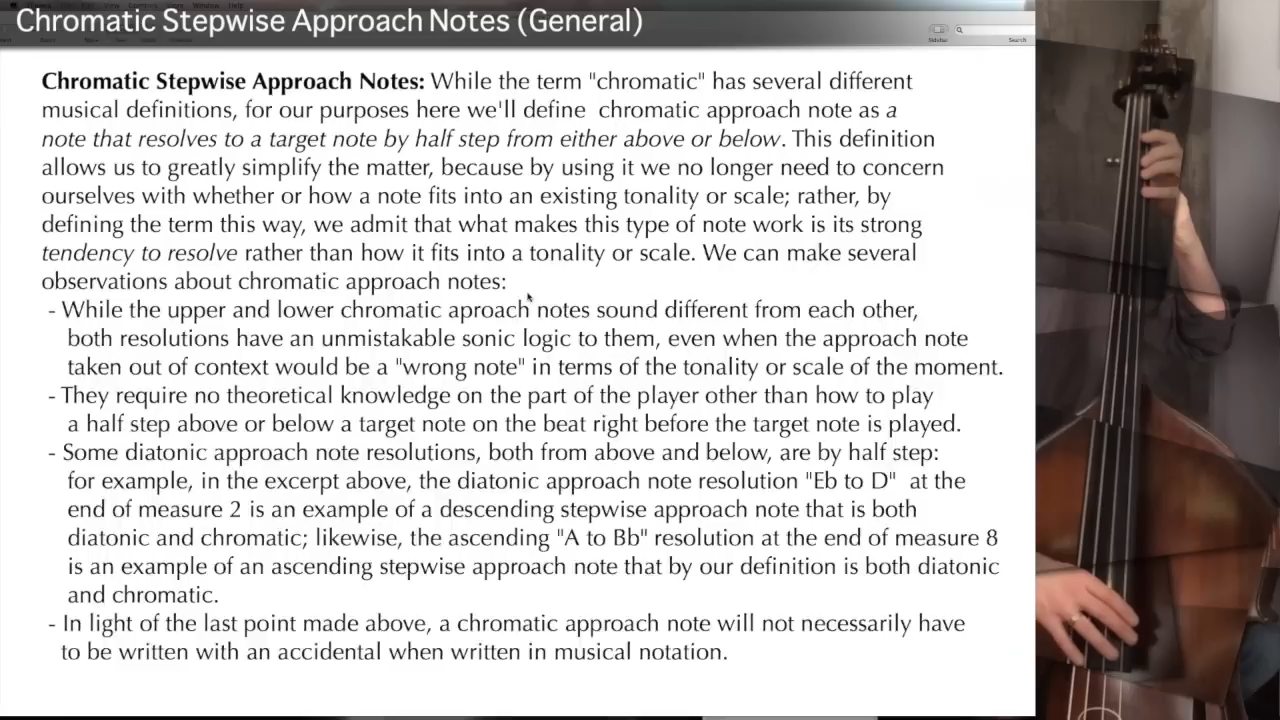 Chromatic Stepwise Approach Notes (General)
Search
Chromatic Stepwise Approach Notes: While the term "chromatic" has several different
musical definitions, for our purposes here we'll define chromatic approach note as a
note that resolves to a target note by half step from either above or below. This definition
allows us to greatly simplify the matter, because by using it we no longer need to concern
ourselves with whether or how a note fits into an existing tonality or scale; rather, by
defining the term this way, we admit that what makes this type of note work is its strong
tendency to resolve rather than how it fits into a tonality or scale. We can make several
observations about chromatic approach notes:
- While the upper and lower chromatic aproach notes sound different from each other,
both resolutions have an unmistakable sonic logic to them, even when the approach note
taken out of context would be a "wrong note" in terms of the tonality or scale of the moment.
- They require no theoretical knowledge on the part of the player other than how to play
a half step above or below a target note on the beat right before the target note is played.
- Some diatonic approach note resolutions, both from above and below, are by half step:
for example, in the excerpt above, the diatonic approach note resolution "Eb to D" at the
end of measure 2 is an example of a descending stepwise approach note that is both
diatonic and chromatic; likewise, the ascending "A to Bb" resolution at the end of measure 8
is an example of an ascending stepwise approach note that by our definition is both diatonic
and chromatic.
- In light of the last point made above, a chromatic approach note will not necessarily have
to be written with an accidental when written in musical notation.